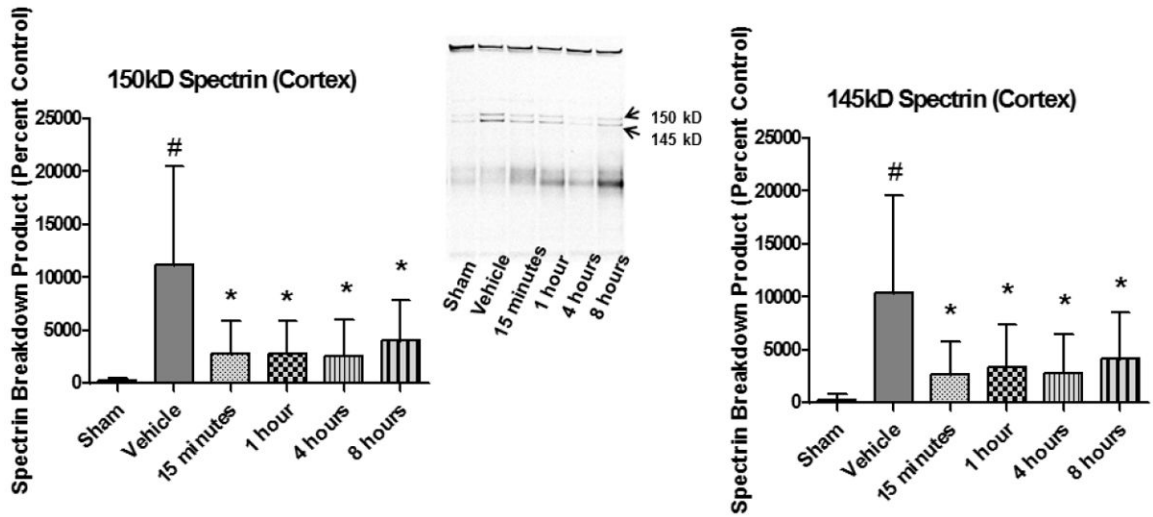 Spectrin Breakdown Product (Percent Control)
150kD Spectrin (Cortex)
25000
20000
15000
10000
5000
0
#
*
*
*
*
Sham
Vehicle
15 minutes
1 hour
4 hours
8 hours
150 kD
145 kD
Sham
Vehicle
15 minutes
1 hour
4 hours
8 hours
Spectrin Breakdown Product (Percent Control)
145kD Spectrin (Cortex)
25000
20000
15000
10000
5000
0
#
*
*
*
*
Sham
Vehicle
15 minutes
1 hour
4 hours
8 hours